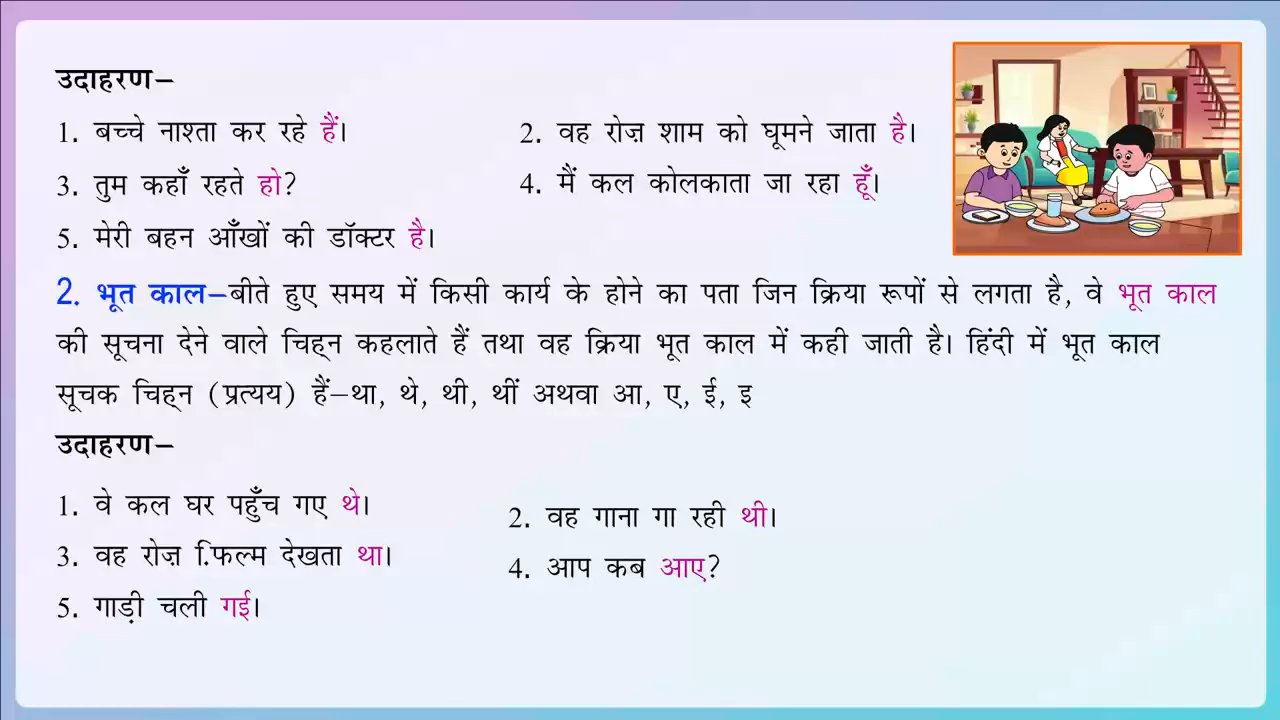 उदाहरण–
1. बच्चे नाश्ता कर रहे हैं।
2. वह रोज़ शाम को घूमने जाता है।
3. तुम कहाँ रहते हो?
4. मैं कल कोलकाता जा रहा हूँ।
5. मेरी बहन आँखों की डॉक्टर है।
2. भूत काल–बीते हुए समय में किसी कार्य के होने का पता जिन क्रिया रूपों से लगता है, वे भूत काल
की सूचना देने वाले चिह्न कहलाते हैं तथा वह क्रिया भूत काल में कही जाती है। हिंदी में भूत काल
सूचक चिह्न (प्रत्यय) हैं–था, थे, थी, थीं अथवा आ, ए, ई, इ
उदाहरण–
1. वे कल घर पहुँच गए थे।
2. वह गाना गा रही थी।
3. वह रोज़ फ़िल्म देखता था।
4. आप कब आए?
5. गाड़ी चली गई।